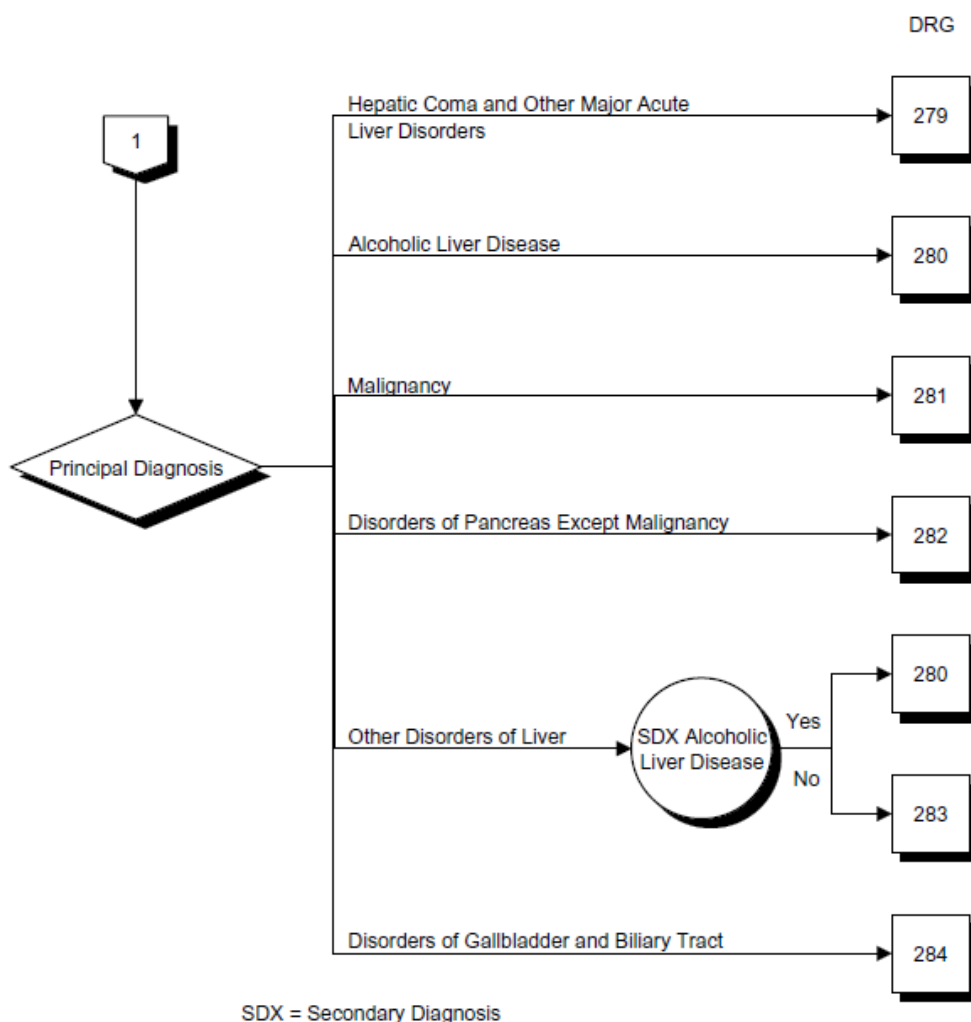 DRG
Hepatic Coma and Other Major Acute
Liver Disorders
279
1
Alcoholic Liver Disease
280
Malignancy
281
Principal Diagnosis
Disorders of Pancreas Except Malignancy
282
280
Other Disorders of Liver
SDX Alcoholic
Liver Disease
Yes
No
283
Disorders of Gallbladder and Biliary Tract
284
SDX = Secondary Diagnosis